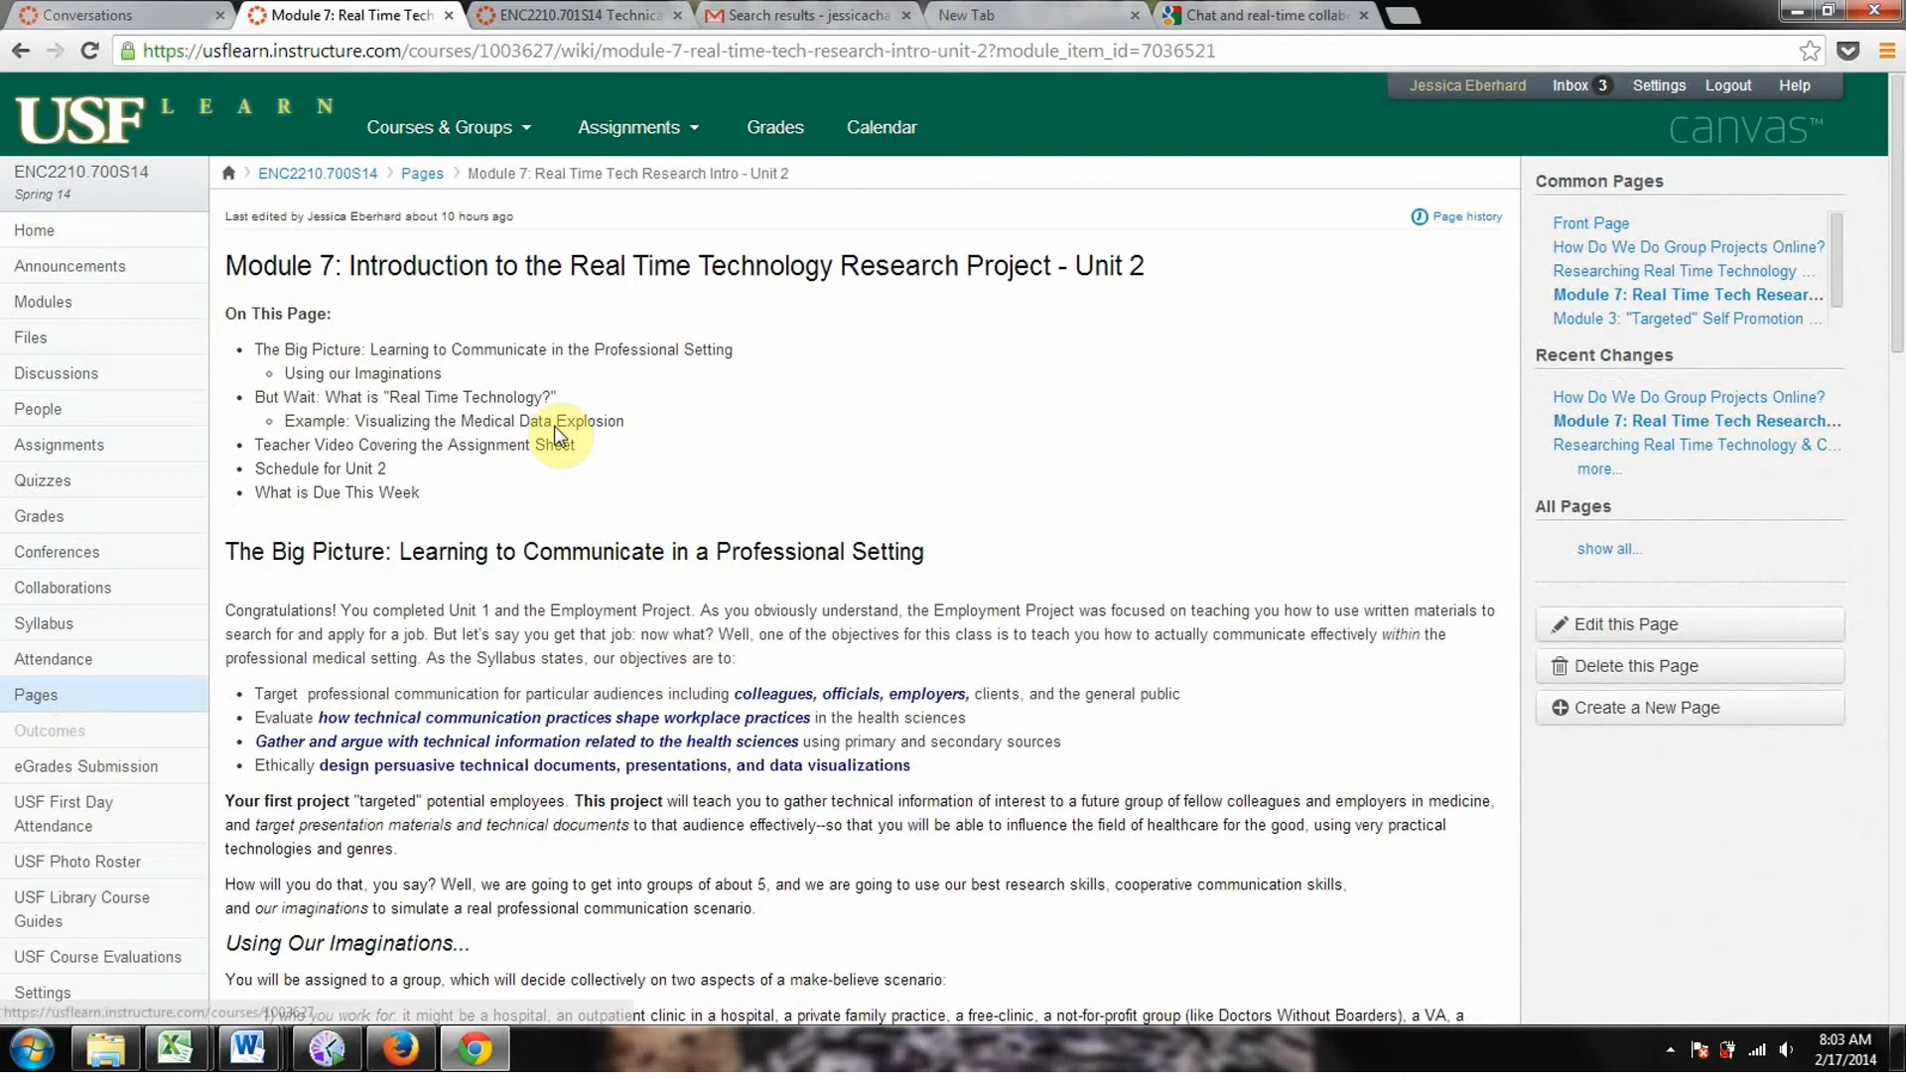 Conversations
Module 7: Real Time Tech
ENC2210.701S14 Technica
Search results - jessicacha
New Tab
Chat and real-time collab
https://usflearn.instructure.com/courses/1003627/wiki/module-7-real-time-tech-research-intro-unit-2?module_item_id=7036521
Jessica Eberhard Inbox 3 Settings Logout Help
USF LEARN
Courses & Groups Assignments Grades Calendar
canvas™
ENC2210.700S14
Spring 14
Home
Announcements
Modules
Files
Discussions
People
Assignments
Quizzes
Grades
Conferences
Collaborations
Syllabus
Attendance
Pages
Outcomes
eGrades Submission
USF First Day
Attendance
USF Photo Roster
USF Library Course
Guides
USF Course Evaluations
Settings
https://usflearn.instructure.com/courses/1003627
ENC2210.700S14 Pages Module 7: Real Time Tech Research Intro - Unit 2
Last edited by Jessica Eberhard about 10 hours ago
Page history
Module 7: Introduction to the Real Time Technology Research Project - Unit 2
On This Page:
• The Big Picture: Learning to Communicate in the Professional Setting
Using our Imaginations
• But Wait: What is "Real Time Technology?"
Example: Visualizing the Medical Data Explosion
• Teacher Video Covering the Assignment Sheet
• Schedule for Unit 2
• What is Due This Week
The Big Picture: Learning to Communicate in a Professional Setting
Congratulations! You completed Unit 1 and the Employment Project. As you obviously understand, the Employment Project was focused on teaching you how to use written materials to
search for and apply for a job. But let's say you get that job: now what? Well, one of the objectives for this class is to teach you how to actually communicate effectively within the
professional medical setting. As the Syllabus states, our objectives are to:
• Target professional communication for particular audiences including colleagues, officials, employers, clients, and the general public
• Evaluate how technical communication practices shape workplace practices in the health sciences
• Gather and argue with technical information related to the health sciences using primary and secondary sources
• Ethically design persuasive technical documents, presentations, and data visualizations
Your first project "targeted" potential employees. This project will teach you to gather technical information of interest to a future group of fellow colleagues and employers in medicine,
and target presentation materials and technical documents to that audience effectively--so that you will be able to influence the field of healthcare for the good, using very practical
technologies and genres.
How will you do that, you say? Well, we are going to get into groups of about 5, and we are going to use our best research skills, cooperative communication skills,
and our imaginations to simulate a real professional communication scenario.
Using Our Imaginations...
You will be assigned to a group, which will decide collectively on two aspects of a make-believe scenario:
1) who you work for: it might be a hospital, an outpatient clinic in a hospital, a private family practice, a free-clinic, a not-for-profit group (like Doctors Without Boarders), a VA, a
Common Pages
Front Page
How Do We Do Group Projects Online?
Researching Real Time Technology ...
Module 7: Real Time Tech Resear...
Module 3: "Targeted" Self Promotion ...
Recent Changes
How Do We Do Group Projects Online?
Module 7: Real Time Tech Research...
Researching Real Time Technology & C...
more...
All Pages
show all...
Edit this Page
Delete this Page
Create a New Page
8:03 AM
2/17/2014